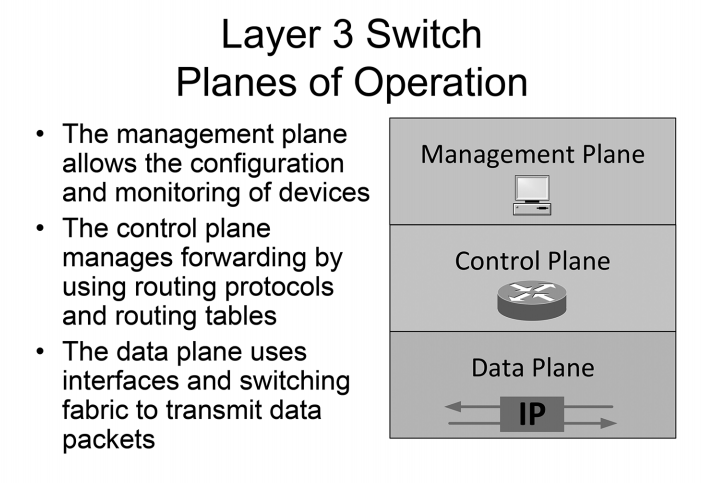 Layer 3 Switch
Planes of Operation
• The management plane
allows the configuration
and monitoring of devices
• The control plane
manages forwarding by
using routing protocols
and routing tables
• The data plane uses
interfaces and switching
fabric to transmit data
packets
Management Plane
Control Plane
Data Plane
IP